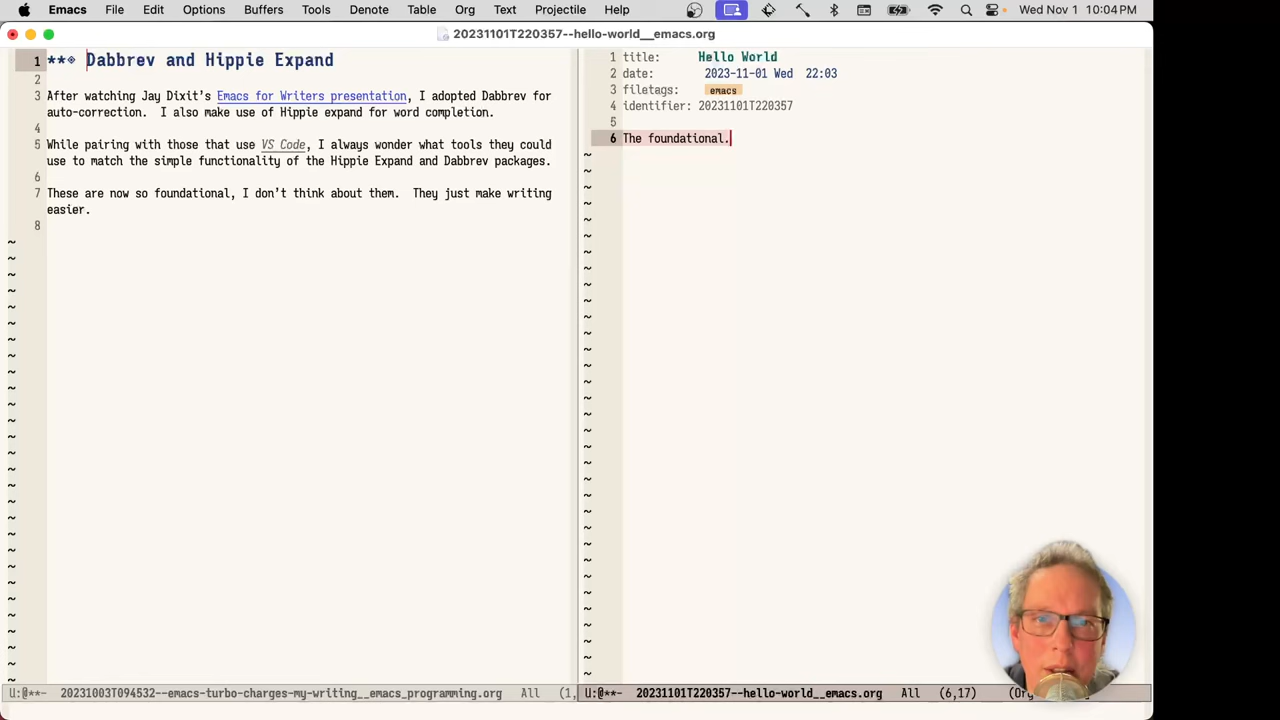 Emacs File Edit Options Buffers Tools Denote Table Org Text Projectile Help Wed Nov 1 10:04 PM
20231101T220357--hello-world__emacs.org
1 **◈ Dabbrev and Hippie Expand
2
3 After watching Jay Dixit's Emacs for Writers presentation, I adopted Dabbrev for
auto-correction. I also make use of Hippie expand for word completion.
4
5 While pairing with those that use VS Code, I always wonder what tools they could
use to match the simple functionality of the Hippie Expand and Dabbrev packages.
6
7 These are now so foundational, I don't think about them. They just make writing
easier.
8
1 title: Hello World
2 date: 2023-11-01 Wed 22:03
3 filetags: emacs
4 identifier: 20231101T220357
5
6 The foundational.
U:@**- 20231003T094532--emacs-turbo-charges-my-writing__emacs_programming.org All (1,
U:@**- 20231101T220357--hello-world__emacs.org All (6,17) (Org